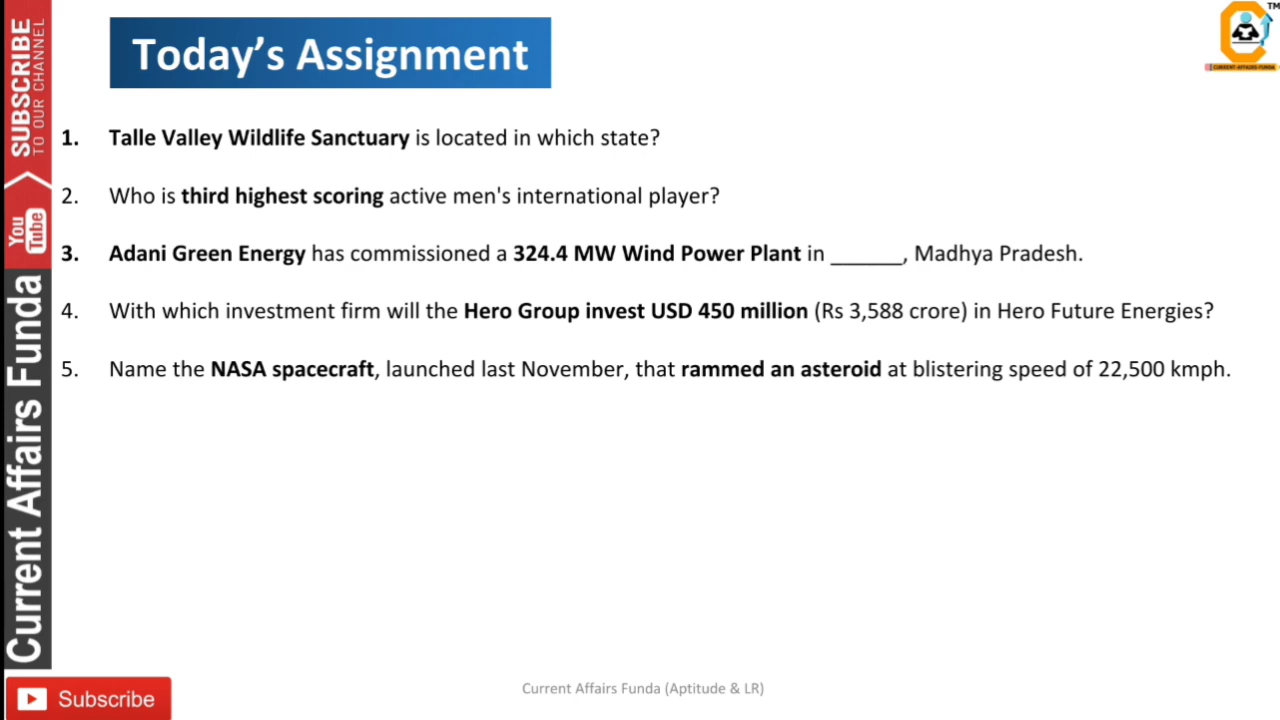 Today's Assignment
1. Talle Valley Wildlife Sanctuary is located in which state?
2. Who is third highest scoring active men's international player?
3. Adani Green Energy has commissioned a 324.4 MW Wind Power Plant in ______, Madhya Pradesh.
4. With which investment firm will the Hero Group invest USD 450 million (Rs 3,588 crore) in Hero Future Energies?
5. Name the NASA spacecraft, launched last November, that rammed an asteroid at blistering speed of 22,500 kmph.
SUBSCRIBE
TO OUR CHANNEL
You
Tube
Current Affairs Funda
TM
CURRENT AFFAIRS FUNDA
Subscribe
Current Affairs Funda (Aptitude & LR)